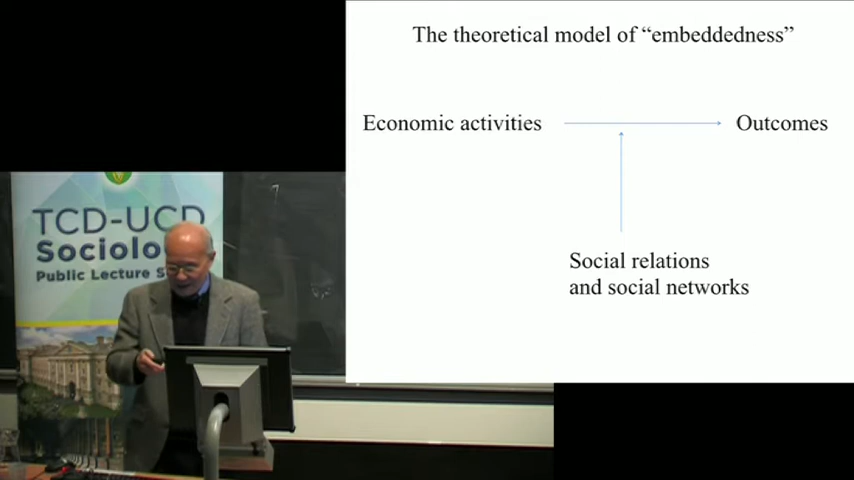 The theoretical model of “embeddedness”
Economic activities
Outcomes
Social relations
and social networks
TCD-UCD
Sociolo
Public Lecture S